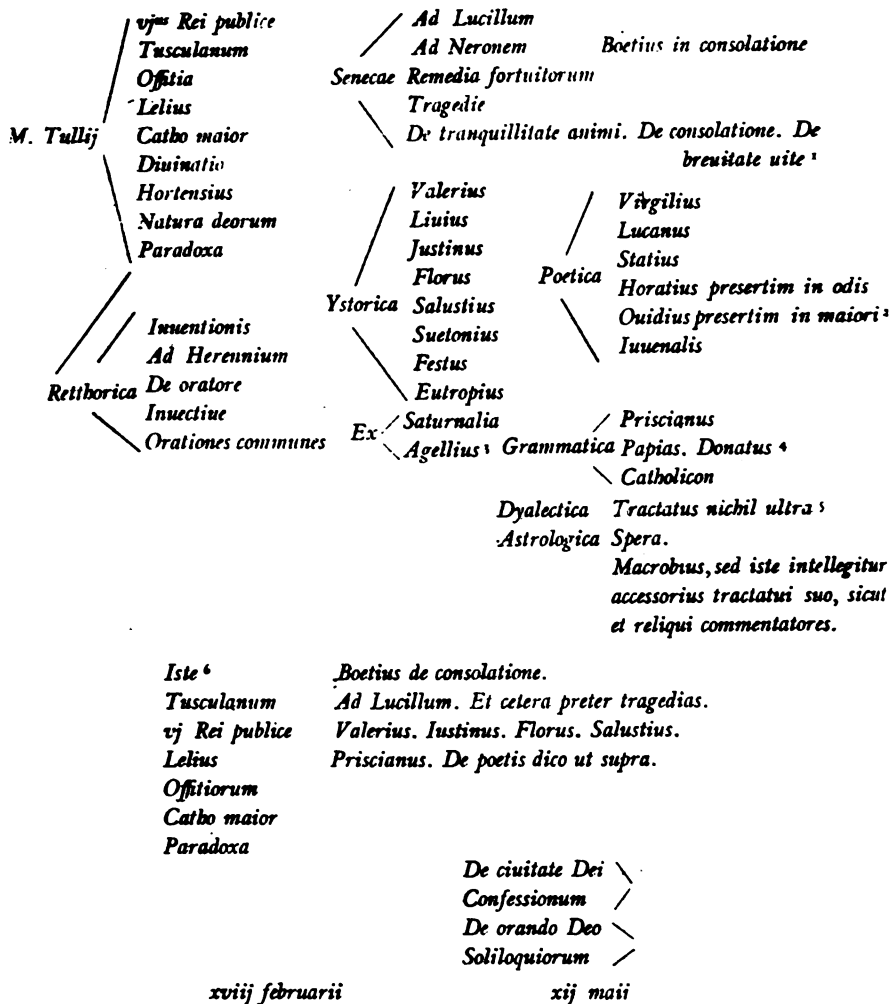 M. Tullij
vjus Rei publice
Tusculanum
Offitia
Lelius
Catho maior
Diuinatio
Hortensius
Natura deorum
Paradoxa
Senecae
Ad Lucillum
Ad Neronem
Remedia fortuitorum
Tragedie
De tranquillitate animi. De consolatione. De
breuitate uite ¹
Boetius in consolatione
Retthorica
Inuentionis
Ad Herennium
De oratore
Inuectiue
Orationes communes
Ystorica
Valerius
Liuius
Justinus
Florus
Salustius
Suetonius
Festus
Eutropius
Ex
Saturnalia
Agellius ³
Poetica
Virgilius
Lucanus
Statius
Horatius presertim in odis
Ouidius presertim in maiori ²
Iuuenalis
Grammatica
Priscianus
Papias. Donatus ⁴
Catholicon
Dyalectica Tractatus nichil ultra ⁵
Astrologica Spera.
Macrobius, sed iste intellegitur
accessorius tractatui suo, sicut
et reliqui commentatores.
Iste ⁶ Boetius de consolatione.
Tusculanum Ad Lucillum. Et cetera preter tragedias.
vj Rei publice Valerius. Iustinus. Florus. Salustius.
Lelius Priscianus. De poetis dico ut supra.
Offitiorum
Catho maior
Paradoxa
De ciuitate Dei
Confessionum
De orando Deo
Soliloquiorum
xviij februarii xij maii